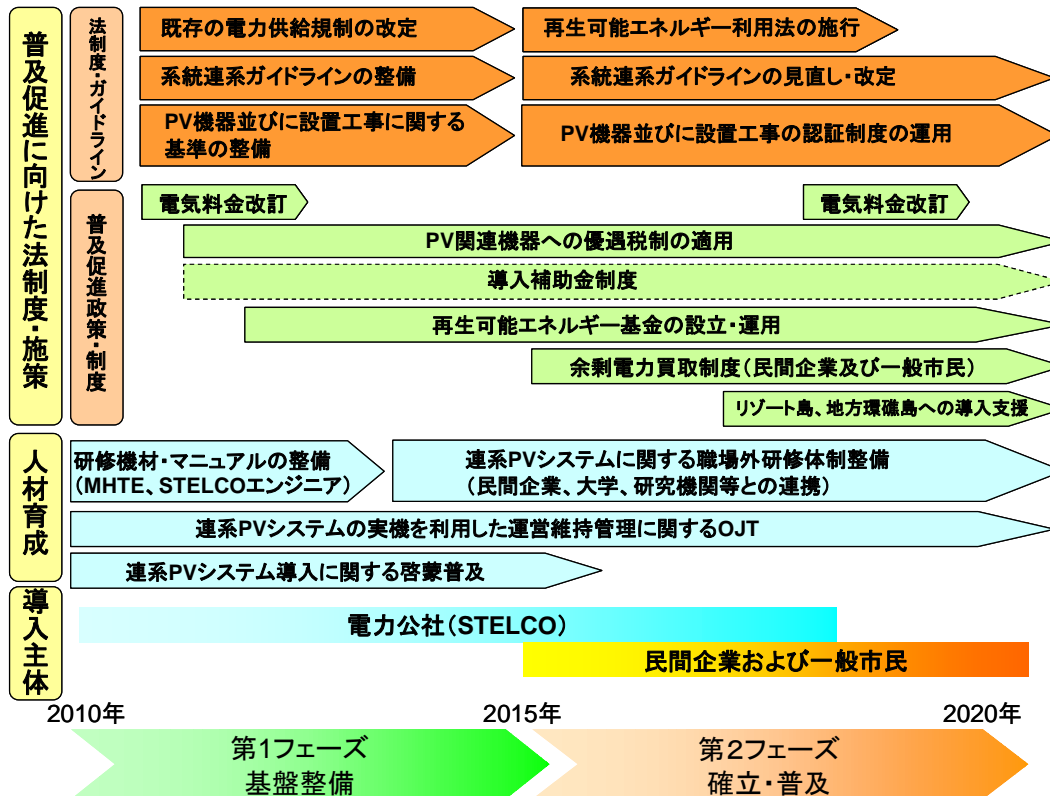 普及促進に向けた法制度・施策
法制度・ガイドライン
既存の電力供給規制の改定
再生可能エネルギー利用法の施行
系統連系ガイドラインの整備
系統連系ガイドラインの見直し・改定
PV機器並びに設置工事に関する
基準の整備
PV機器並びに設置工事の認証制度の運用
普及促進政策・制度
電気料金改訂
電気料金改訂
PV関連機器への優遇税制の適用
導入補助金制度
再生可能エネルギー基金の設立・運用
余剰電力買取制度(民間企業及び一般市民)
リゾート島、地方環礁島への導入支援
人材育成
研修機材・マニュアルの整備
(MHTE、STELCOエンジニア)
連系PVシステムに関する職場外研修体制整備
(民間企業、大学、研究機関等との連携)
連系PVシステムの実機を利用した運営維持管理に関するOJT
連系PVシステム導入に関する啓蒙普及
導入主体
電力公社(STELCO)
民間企業および一般市民
2010年
2015年
2020年
第1フェーズ
基盤整備
第2フェーズ
確立・普及